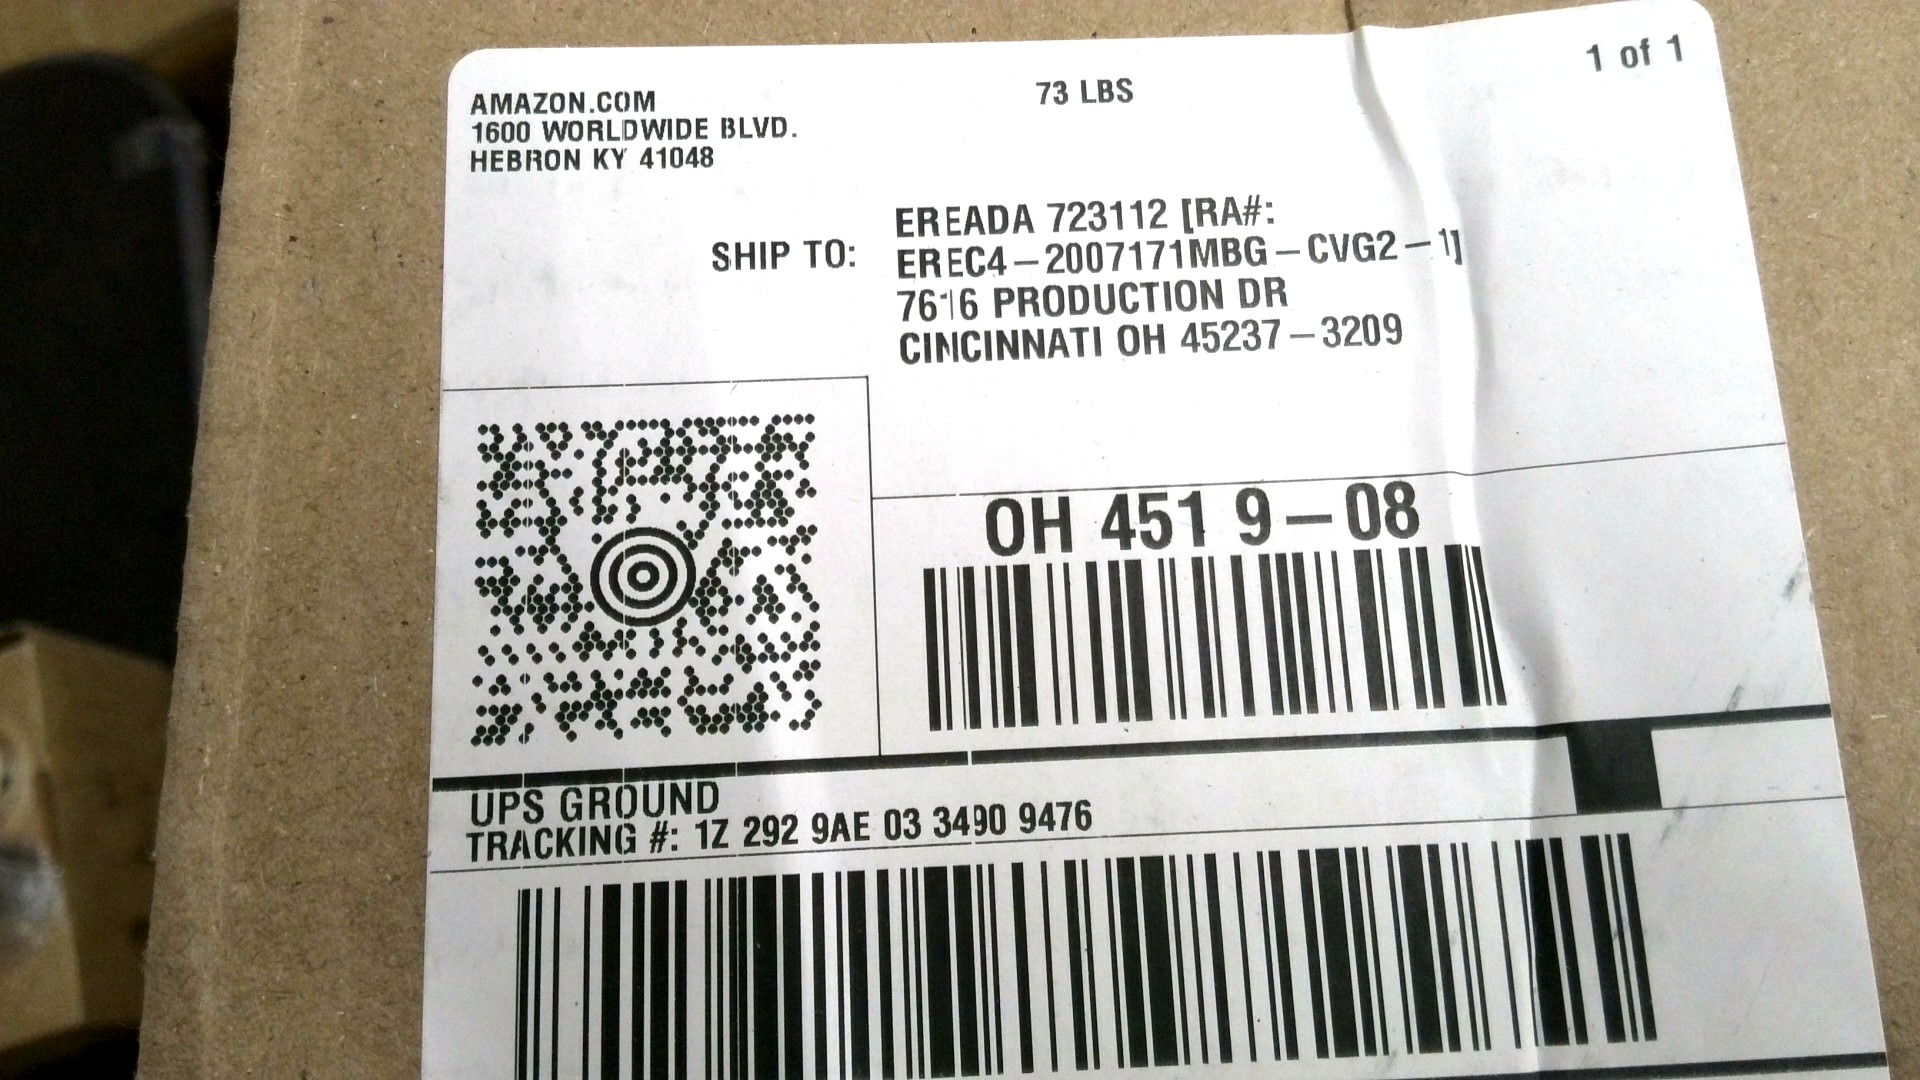 1 of 1
AMAZON.COM
73 LBS
1600 WORLDWIDE BLVD.
HEBRON KY 41048
SHIP TO:
EREADA 723112 [RA#:
EREC4-2007171MBG-CVG2-1]
7616 PRODUCTION DR
CINCINNATI OH 45237-3209
OH 451 9-08
UPS GROUND
TRACKING #: 1Z 292 9AE 03 3490 9476